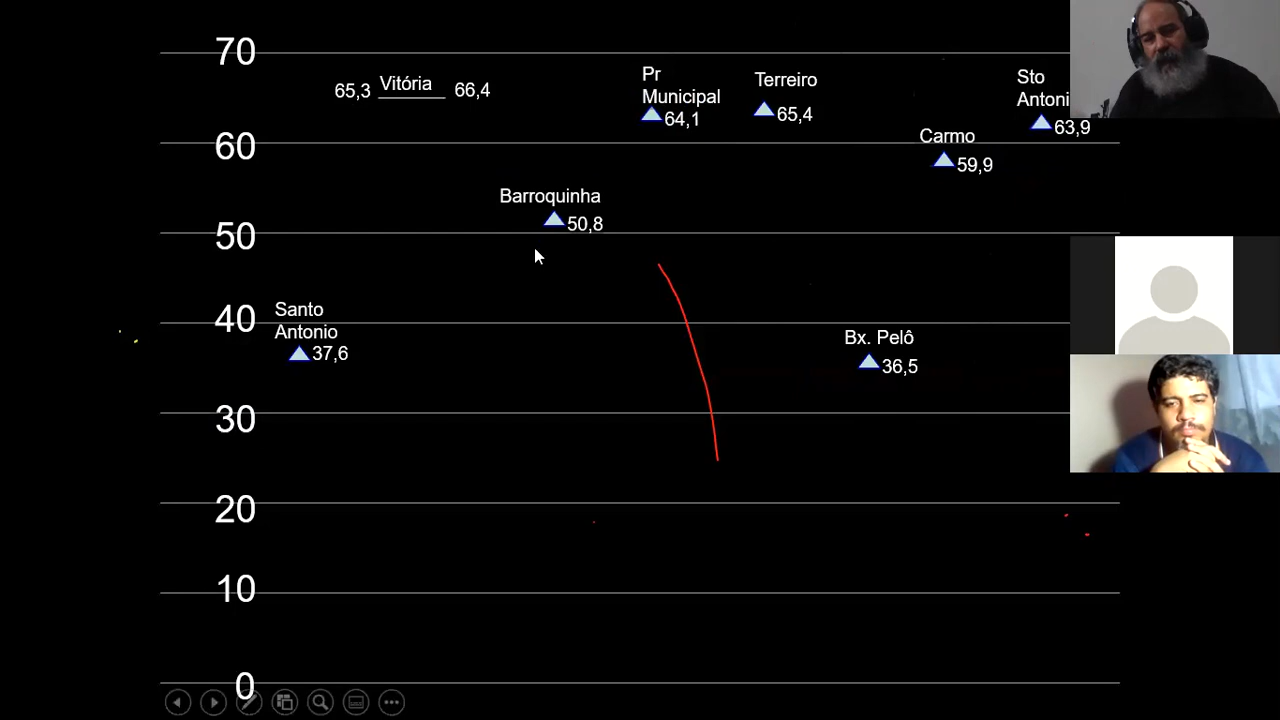 70
65,3 Vitória 66,4
Pr
Municipal
64,1
Terreiro
65,4
Sto
Antoni
63,9
60
Carmo
59,9
Barroquinha
50,8
50
40
Santo
Antonio
37,6
Bx. Pelô
36,5
30
20
10
0